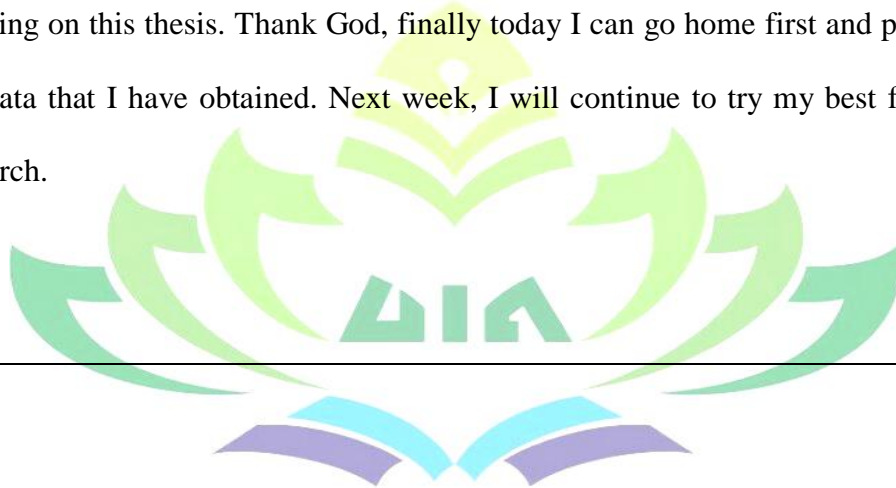 ing on this thesis. Thank God, finally today I can go home first and p
ata that I have obtained. Next week, I will continue to try my best f
rch.
UIN